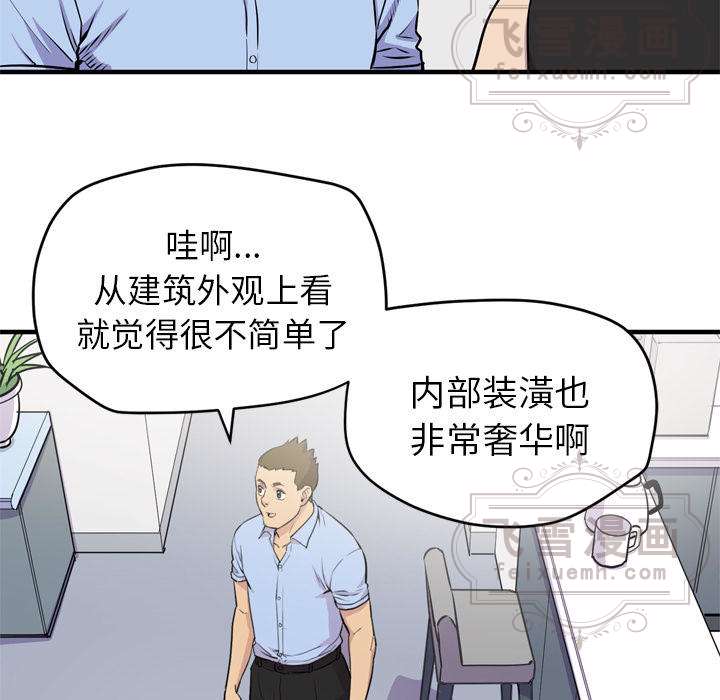 飞雪漫画
feixuemh.com
哇啊...
从建筑外观上看
就觉得很不简单了
内部装潢也
非常奢华啊
飞雪漫画
feixuemh.com